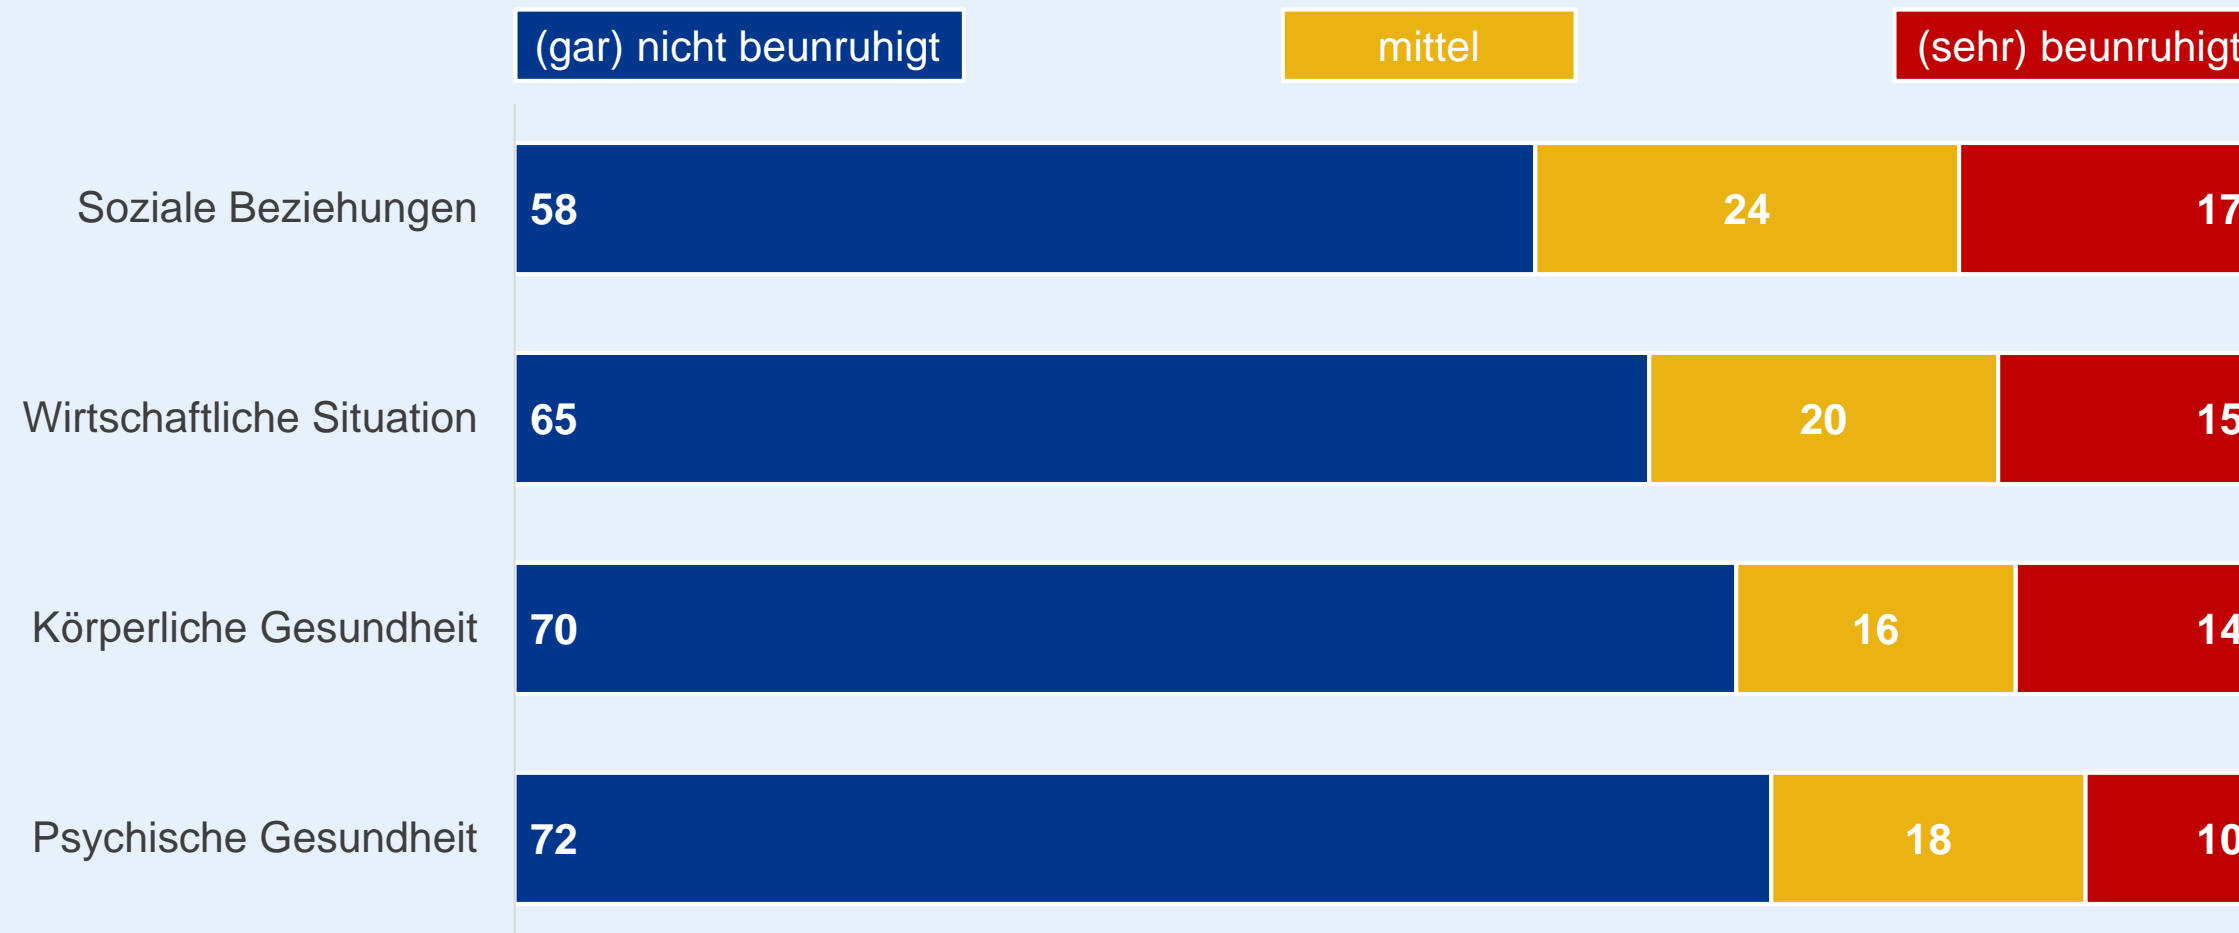 (gar) nicht beunruhigt mittel (sehr) beunruhigt
Soziale Beziehungen 58 24 17
Wirtschaftliche Situation 65 20 15
Körperliche Gesundheit 70 16 14
Psychische Gesundheit 72 18 10